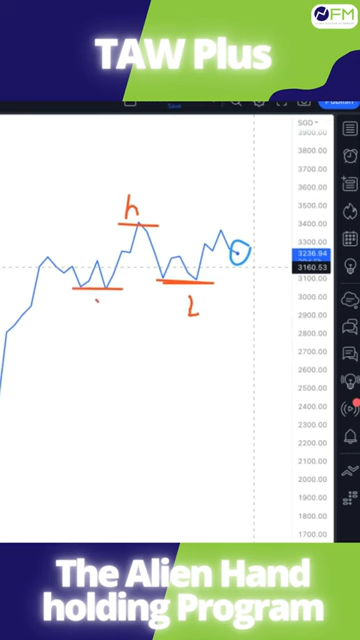 FM
TAW Plus
Save
Publish
SGD
3900.00
3800.00
3700.00
3600.00
3500.00
3400.00
3300.00
3236.94
3160.53
3100.00
3000.00
2900.00
2800.00
2700.00
2600.00
2500.00
2400.00
2300.00
2200.00
2100.00
2000.00
1900.00
1800.00
1700.00
h
L
The Alien Hand
holding Program